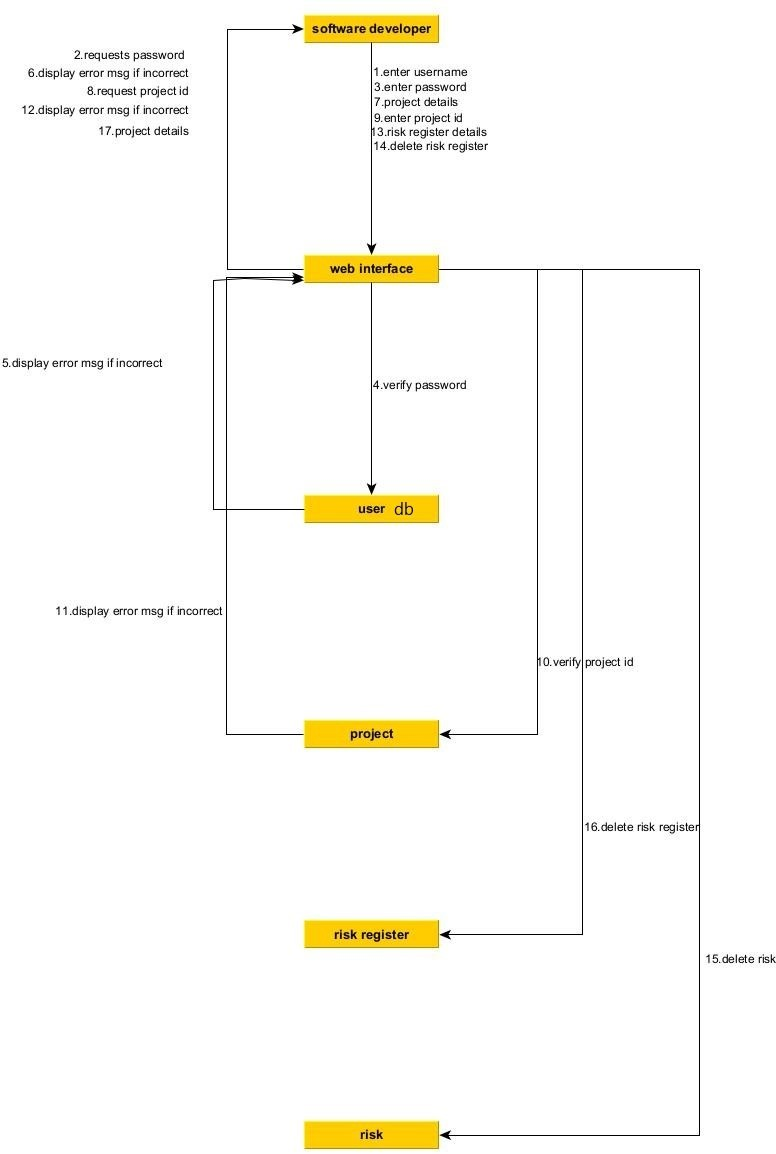 software developer
2.requests password
6.display error msg if incorrect
8.request project id
12.display error msg if incorrect
17.project details
1.enter username
3.enter password
7.project details
9.enter project id
13.risk register details
14.delete risk register
web interface
5.display error msg if incorrect
4.verify password
user db
11.display error msg if incorrect
10.verify project id
project
16.delete risk register
risk register
15.delete risk
risk